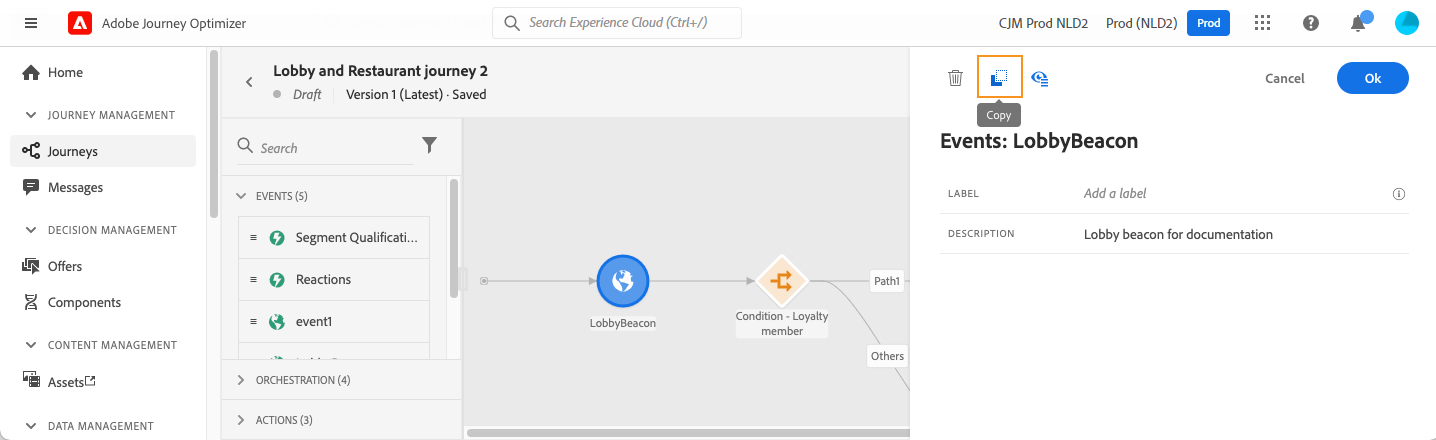 Adobe Journey Optimizer
Search Experience Cloud (Ctrl+/)
CJM Prod NLD2
Prod (NLD2)
Prod
Home
JOURNEY MANAGEMENT
Journeys
Messages
DECISION MANAGEMENT
Offers
Components
CONTENT MANAGEMENT
Assets
DATA MANAGEMENT
Lobby and Restaurant journey 2
Draft
Version 1 (Latest) · Saved
Search
EVENTS (5)
Segment Qualificati...
Reactions
event1
ORCHESTRATION (4)
ACTIONS (3)
LobbyBeacon
Condition - Loyalty
member
Path1
Others
Copy
Cancel
Ok
Events: LobbyBeacon
LABEL
Add a label
DESCRIPTION
Lobby beacon for documentation